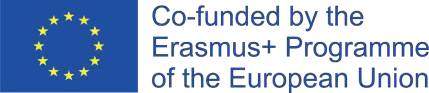 Co-funded by the
Erasmus+ Programme
of the European Union